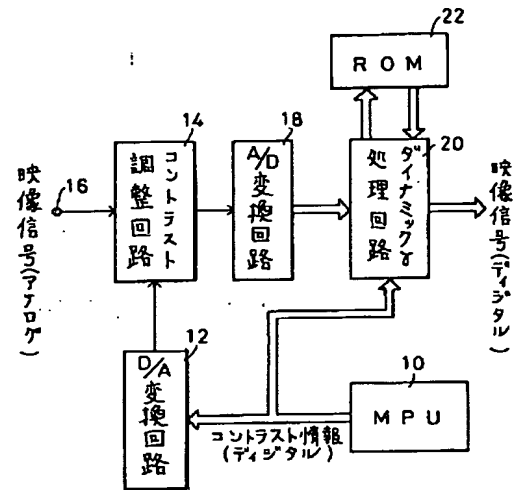 22
ROM
14
コントラスト
調整回路
18
A/D
変換回路
20
ダイナミックγ
処理回路
16
映像信号(アナログ)
映像信号(ディジタル)
12
D/A
変換回路
10
MPU
コントラスト情報
(ディジタル)